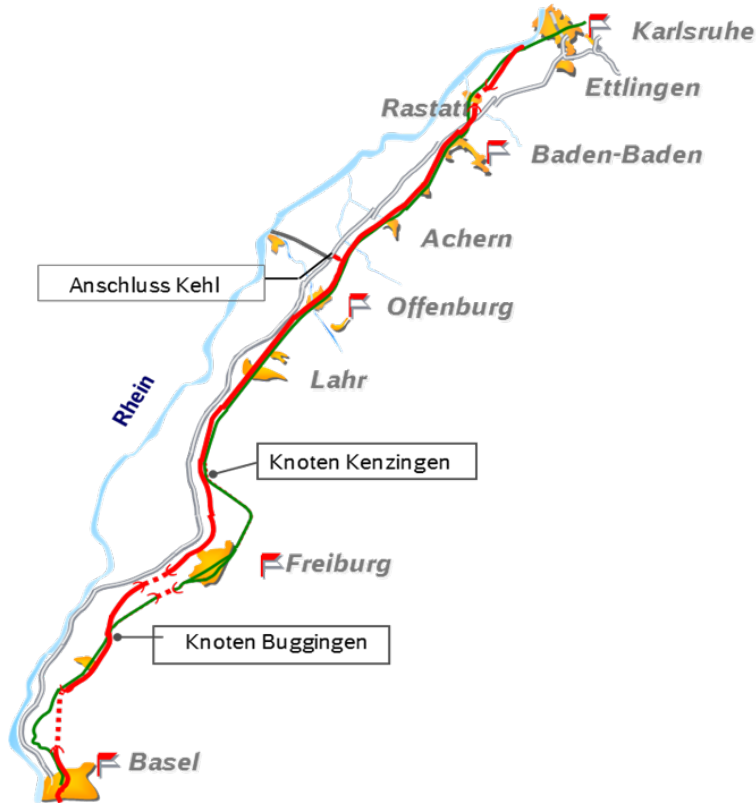 Karlsruhe
Ettlingen
Rastatt
Baden-Baden
Achern
Anschluss Kehl
Offenburg
Lahr
Rhein
Knoten Kenzingen
Freiburg
Knoten Buggingen
Basel